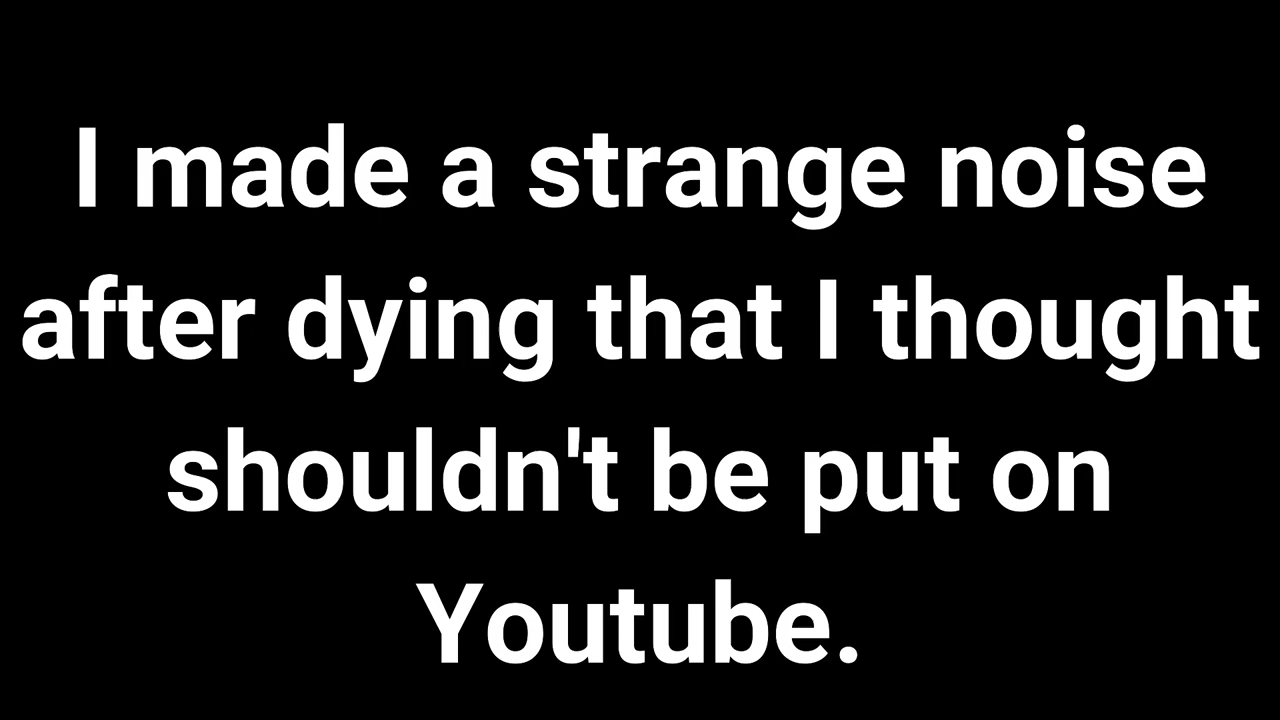 I made a strange noise
after dying that I thought
shouldn't be put on
Youtube.